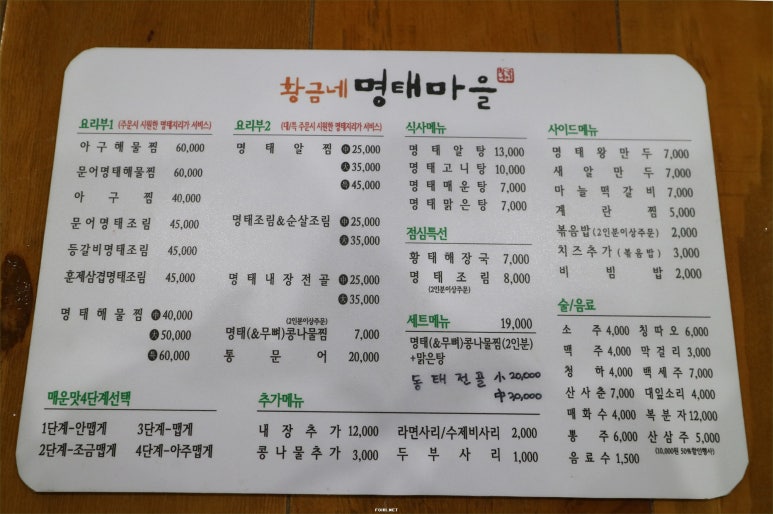 황금네 명태마을
요리부1 (주문시 시원한 명태지리가 서비스)
아구해물찜 60,000
문어명태해물찜 60,000
아구찜 40,000
문어명태조림 45,000
등갈비명태조림 45,000
훈제삼겹명태조림 45,000
명태해물찜 中 40,000
大 50,000
특 60,000
요리부2 (대/특 주문시 시원한 명태지리가 서비스)
명태알찜 中 25,000
大 35,000
특 45,000
명태조림&순살조림 中 25,000
大 35,000
명태내장전골 中 25,000
大 35,000
(2인분이상주문)
명태(&무뼈)콩나물찜 7,000
통문어 20,000
식사메뉴
명태알탕 13,000
명태고니탕 10,000
명태매운탕 7,000
명태맑은탕 7,000
점심특선
황태해장국 7,000
명태조림 8,000
(2인분이상주문)
세트메뉴 19,000
명태(&무뼈)콩나물찜(2인분)
+맑은탕
동태전골 小 20,000
中 30,000
사이드메뉴
명태왕만두 7,000
새알만두 7,000
마늘떡갈비 7,000
계란찜 5,000
볶음밥(2인분이상주문) 2,000
치즈추가(볶음밥) 3,000
비빔밥 2,000
술/음료
소주 4,000 칭따오 6,000
맥주 4,000 막걸리 3,000
청하 4,000 백세주 7,000
산사춘 7,000 대잎소리 4,000
매화수 4,000 복분자 12,000
통주 6,000 산삼주 5,000
(10,000원 50%할인행사)
음료수 1,500
매운맛4단계선택
1단계-안맵게 3단계-맵게
2단계-조금맵게 4단계-아주맵게
추가메뉴
내장추가 12,000 라면사리/수제비사리 2,000
콩나물추가 3,000 두부사리 1,000